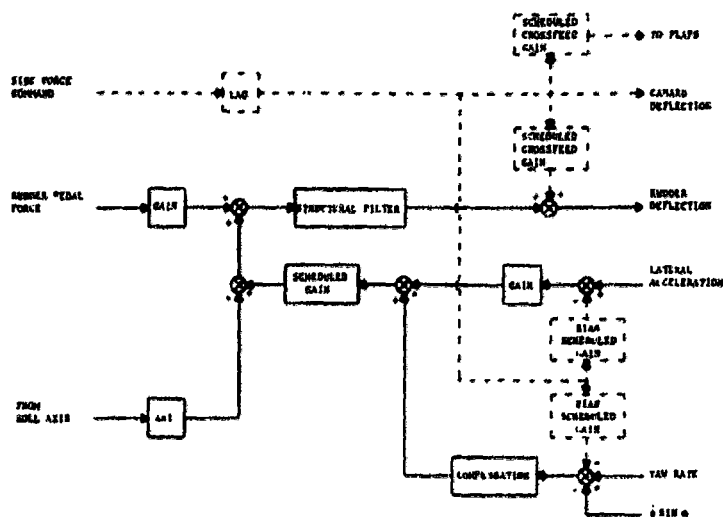 SCHEDULED
CROSSFEED
GAIN
TO FLAPS
SIDE FORCE
COMMAND
LAG
CANARD
DEFLECTION
SCHEDULED
CROSSFEED
GAIN
RUDDER PEDAL
FORCE
GAIN
STRUCTURAL FILTER
RUDDER
DEFLECTION
SCHEDULED
GAIN
GAIN
LATERAL
ACCELERATION
BIAS
SCHEDULED
GAIN
FROM
ROLL AXIS
ARI
BIAS
SCHEDULED
GAIN
COMPENSATION
YAW RATE
SIN α